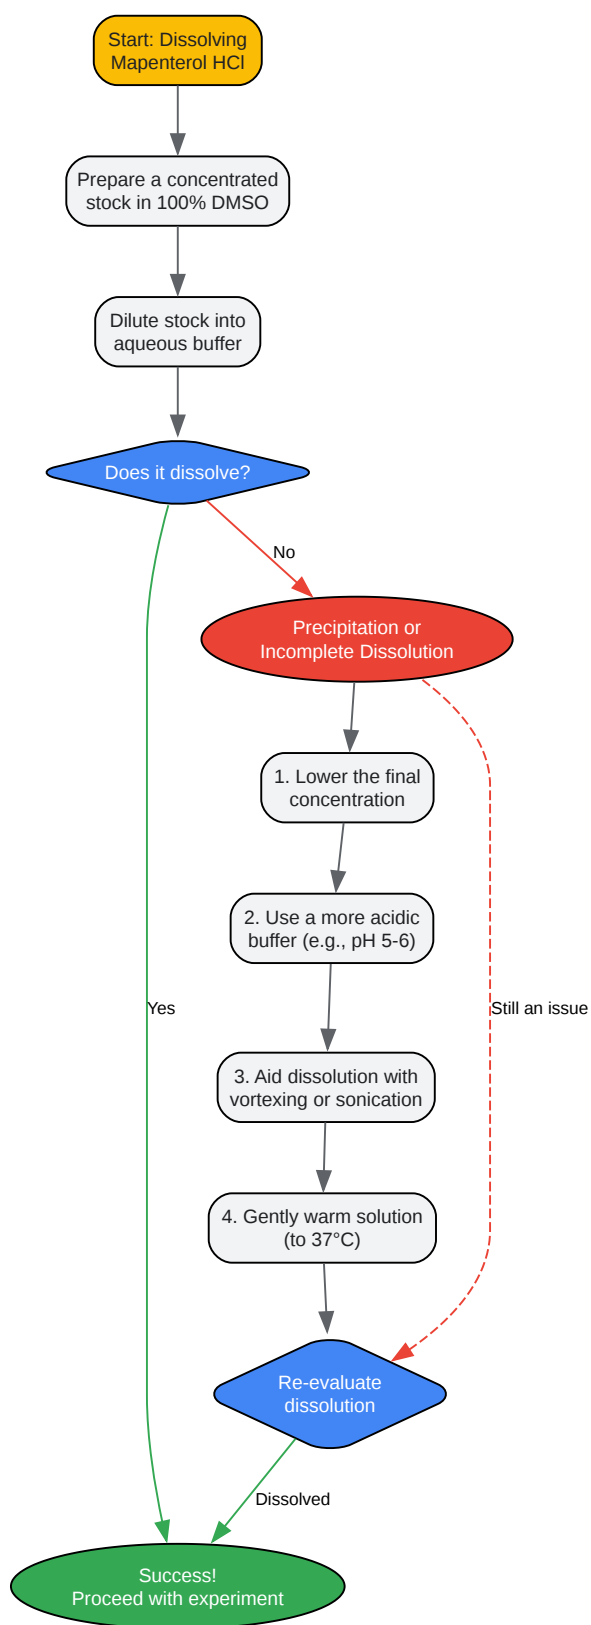 Start: Dissolving
Mapenterol HCl
Prepare a concentrated
stock in 100% DMSO
Dilute stock into
aqueous buffer
Does it dissolve?
No
Precipitation or
Incomplete Dissolution
1. Lower the final
concentration
2. Use a more acidic
buffer (e.g., pH 5-6)
Yes
Still an issue
3. Aid dissolution with
vortexing or sonication
4. Gently warm solution
(to 37°C)
Re-evaluate
dissolution
Dissolved
Success!
Proceed with experiment